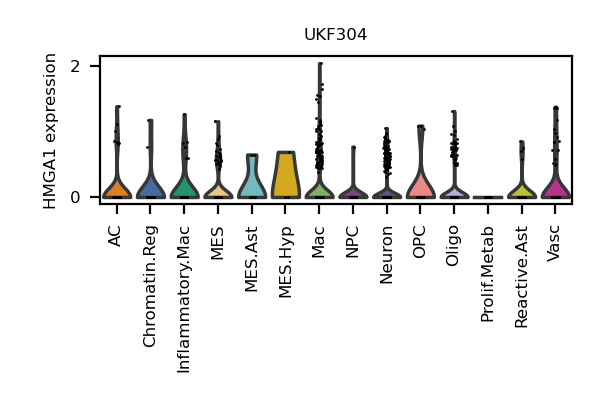 UKF304
HMGA1 expression
2
0
AC
Chromatin.Reg
Inflammatory.Mac
MES
MES.Ast
MES.Hyp
Mac
NPC
Neuron
OPC
Oligo
Prolif.Metab
Reactive.Ast
Vasc